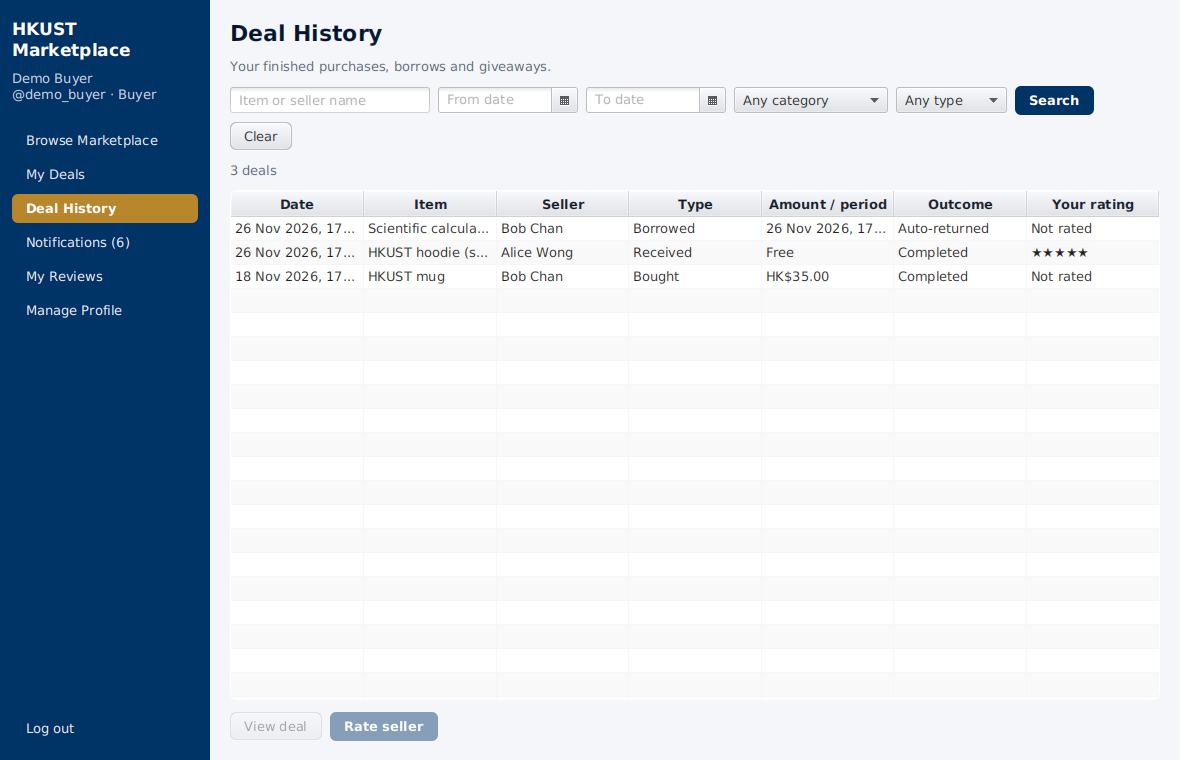 HKUST
Marketplace
Demo Buyer
@demo_buyer · Buyer
Browse Marketplace
My Deals
Deal History
Notifications (6)
My Reviews
Manage Profile
Log out
Deal History
Your finished purchases, borrows and giveaways.
Item or seller name From date To date Any category Any type Search
Clear
3 deals
Date Item Seller Type Amount / period Outcome Your rating
26 Nov 2026, 17... Scientific calcula... Bob Chan Borrowed 26 Nov 2026, 17... Auto-returned Not rated
26 Nov 2026, 17... HKUST hoodie (s... Alice Wong Received Free Completed ★★★★★
18 Nov 2026, 17... HKUST mug Bob Chan Bought HK$35.00 Completed Not rated
View deal Rate seller